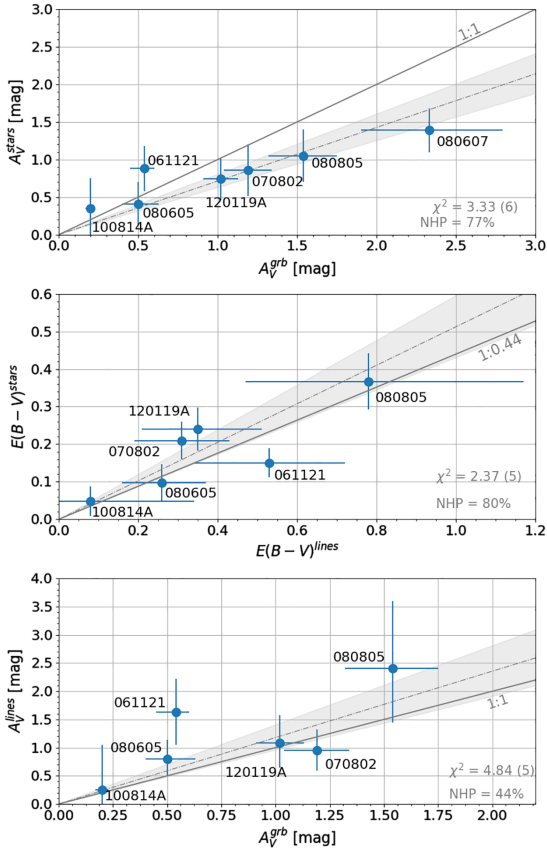 3.0
2.5
2.0
1.5
1.0
0.5
0.0
A_V^{stars} [mag]
1:1
061121
080607
080805
070802
120119A
080605
100814A
χ² = 3.33 (6)
NHP = 77%
0.0 0.5 1.0 1.5 2.0 2.5 3.0
A_V^{grb} [mag]
0.6
0.5
0.4
0.3
0.2
0.1
0.0
E(B − V)^{stars}
1:0.44
080805
120119A
070802
061121
080605
100814A
χ² = 2.37 (5)
NHP = 80%
0.0 0.2 0.4 0.6 0.8 1.0 1.2
E(B − V)^{lines}
4.0
3.5
3.0
2.5
2.0
1.5
1.0
0.5
0.0
A_V^{lines} [mag]
080805
061121
1:1
080605
070802
120119A
100814A
χ² = 4.84 (5)
NHP = 44%
0.00 0.25 0.50 0.75 1.00 1.25 1.50 1.75 2.00
A_V^{grb} [mag]